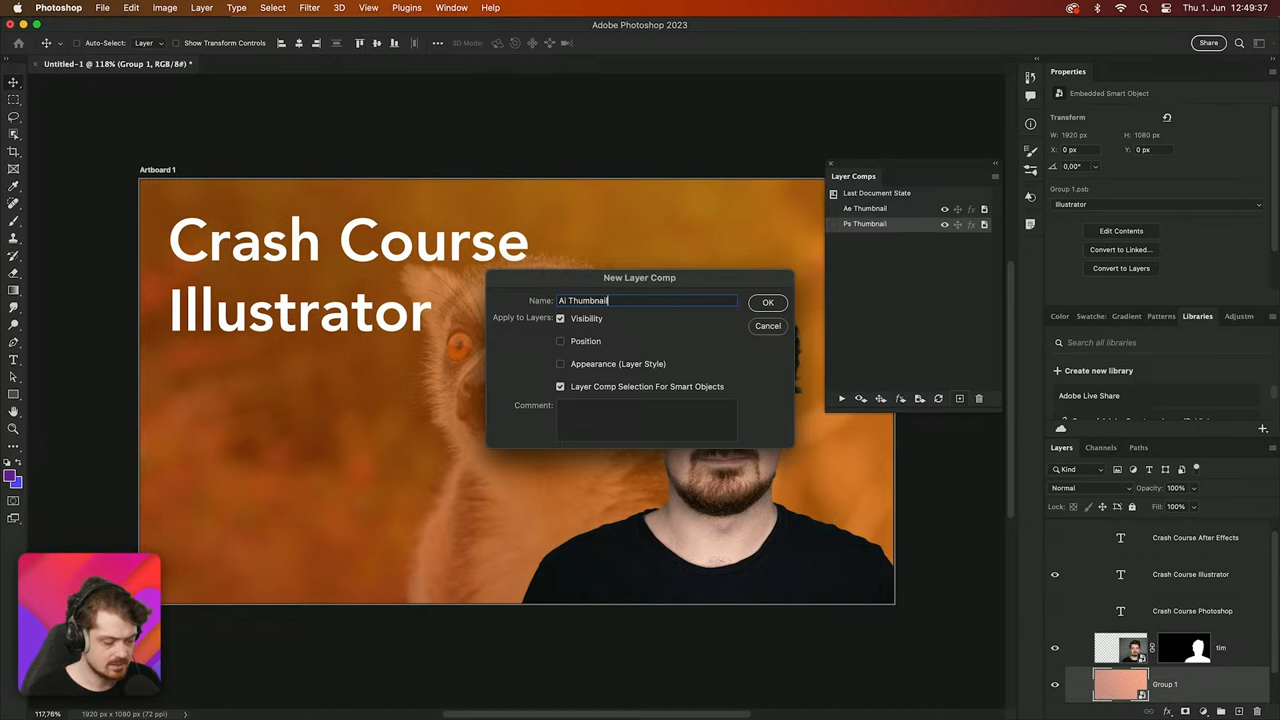 Photoshop File Edit Image Layer Type Select Filter 3D View Plugins Window Help Thu 1. Jun 12:49:37
Adobe Photoshop 2023
Auto-Select: Layer Show Transform Controls 3D Mode: Share
Untitled-1 @ 118% (Group 1, RGB/8#) *
Artboard 1
Crash Course
Illustrator
Layer Comps
Last Document State
Ae Thumbnail
Ps Thumbnail
New Layer Comp
Name: Ai Thumbnail
OK
Apply to Layers: Visibility
Cancel
Position
Appearance (Layer Style)
Layer Comp Selection For Smart Objects
Comment:
Properties
Embedded Smart Object
Transform
W: 1920 px H: 1080 px
X: 0 px Y: 0 px
0,00°
Group 1.psb
Illustrator
Edit Contents
Convert to Linked...
Convert to Layers
Color Swatche: Gradient Patterns Libraries Adjustm
Search all libraries
Create new library
Adobe Live Share
Layers Channels Paths
Kind
Normal Opacity: 100%
Lock: Fill: 100%
Crash Course After Effects
Crash Course Illustrator
Crash Course Photoshop
tim
Group 1
117,76% 1920 px x 1080 px (72 ppi)